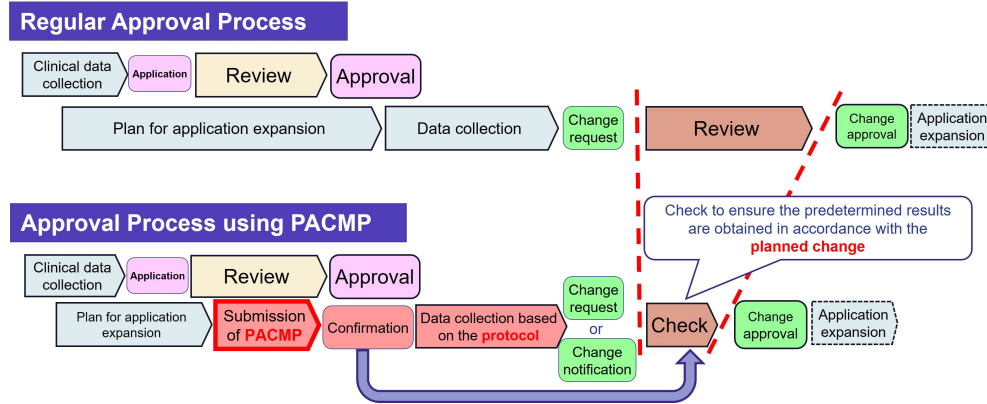 Regular Approval Process
Clinical data
collection
Application
Review
Approval
Plan for application expansion
Data collection
Change
request
Review
Change
approval
Application
expansion
Approval Process using PACMP
Check to ensure the predetermined results
are obtained in accordance with the
planned change
Clinical data
collection
Application
Review
Approval
Plan for application
expansion
Submission
of PACMP
Confirmation
Data collection based
on the protocol
Change
request
or
Change
notification
Check
Change
approval
Application
expansion